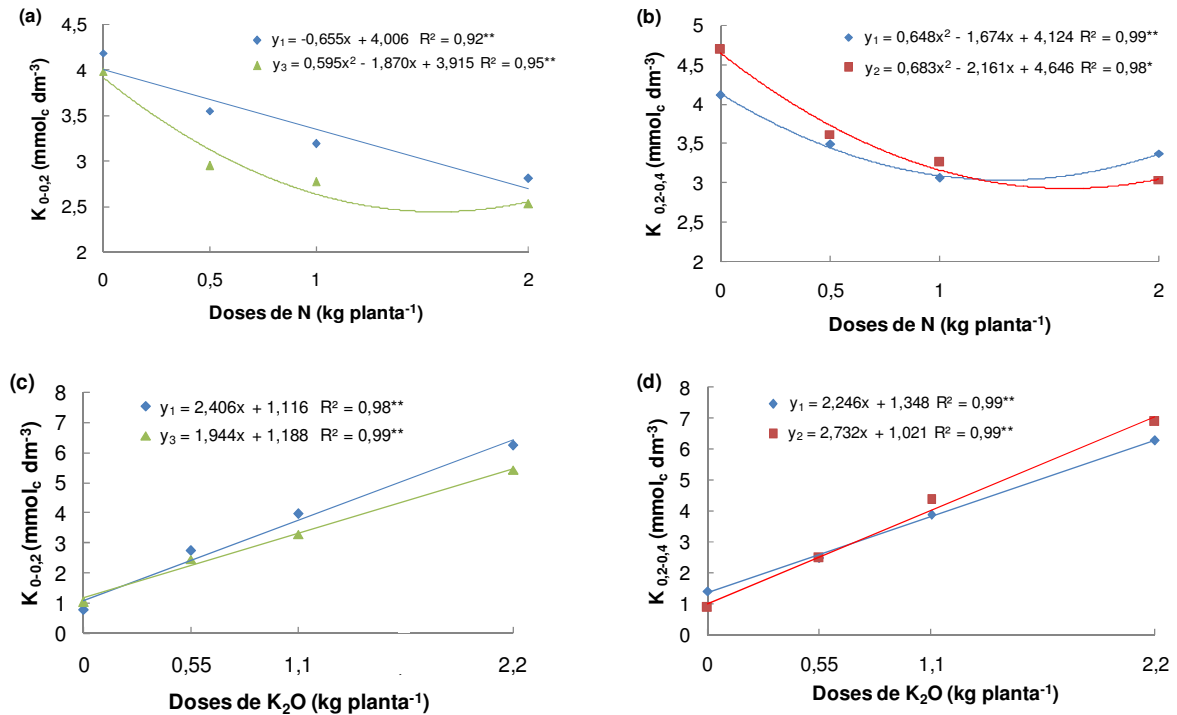 (a)
y₁ = -0,655x + 4,006 R² = 0,92**
y₃ = 0,595x² - 1,870x + 3,915 R² = 0,95**
4,5
4
3,5
3
2,5
2
K 0-0,2 (mmolc dm⁻³)
0 0,5 1 2
Doses de N (kg planta⁻¹)
(b)
y₁ = 0,648x² - 1,674x + 4,124 R² = 0,99**
y₂ = 0,683x² - 2,161x + 4,646 R² = 0,98*
5
4,5
4
3,5
3
2,5
2
K 0,2-0,4 (mmolc dm⁻³)
0 0,5 1 2
Doses de N (kg planta⁻¹)
(c)
y₁ = 2,406x + 1,116 R² = 0,98**
y₃ = 1,944x + 1,188 R² = 0,99**
8
7
6
5
4
3
2
1
0
K 0-0,2 (mmolc dm⁻³)
0 0,55 1,1 2,2
Doses de K₂O (kg planta⁻¹)
(d)
y₁ = 2,246x + 1,348 R² = 0,99**
y₂ = 2,732x + 1,021 R² = 0,99**
8
7
6
5
4
3
2
1
0
K 0,2-0,4 (mmolc dm⁻³)
0 0,55 1,1 2,2
Doses de K₂O (kg planta⁻¹)